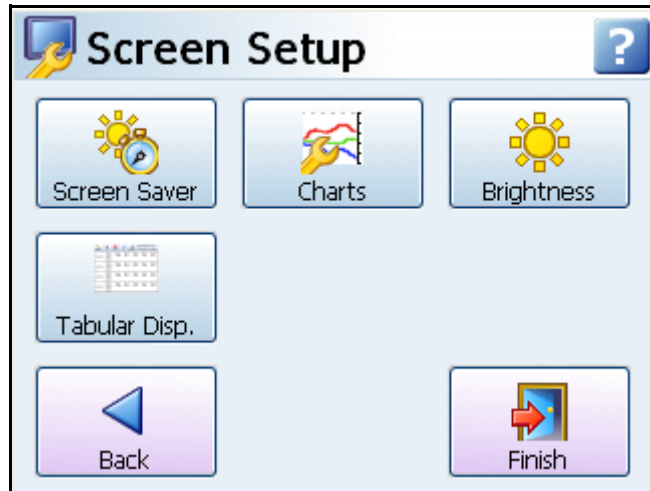 Screen Setup
?
Screen Saver
Charts
Brightness
Tabular Disp.
Back
Finish